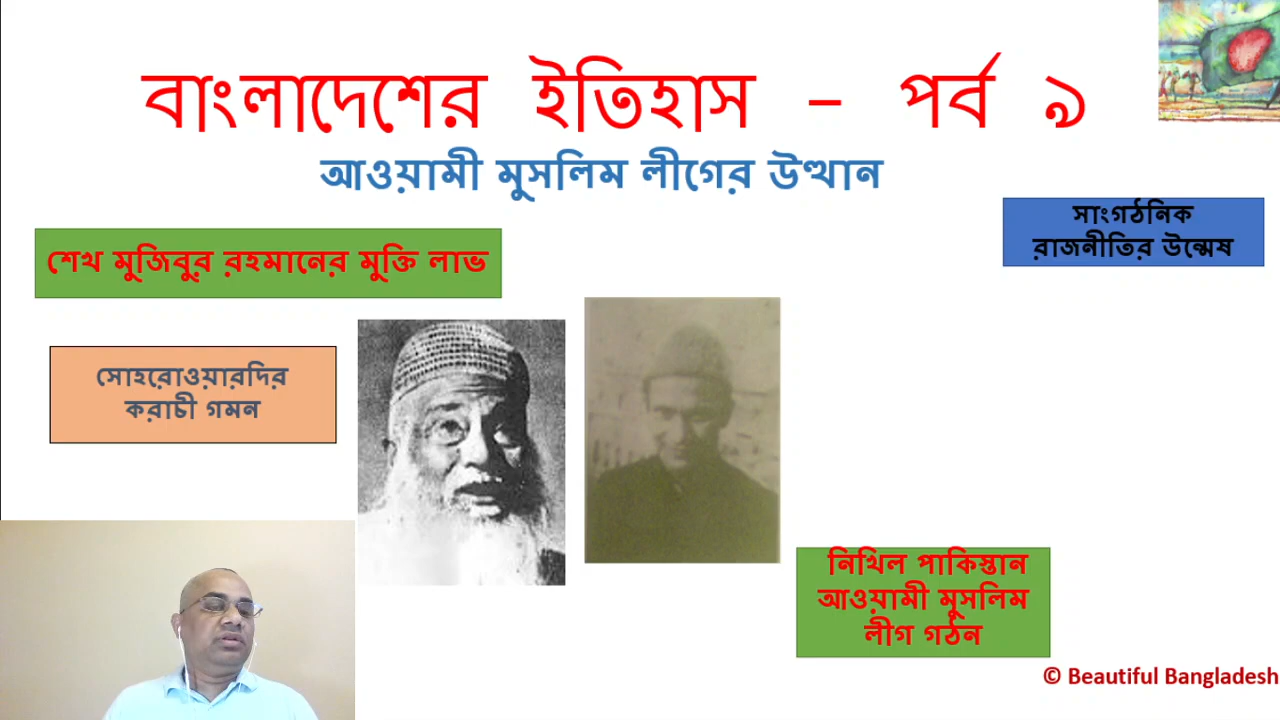 বাংলাদেশের ইতিহাস – পর্ব ৯
আওয়ামী মুসলিম লীগের উত্থান
সাংগঠনিক
রাজনীতির উন্মেষ
শেখ মুজিবুর রহমানের মুক্তি লাভ
সোহরোওয়ারদির
করাচী গমন
নিখিল পাকিস্তান
আওয়ামী মুসলিম
লীগ গঠন
© Beautiful Bangladesh